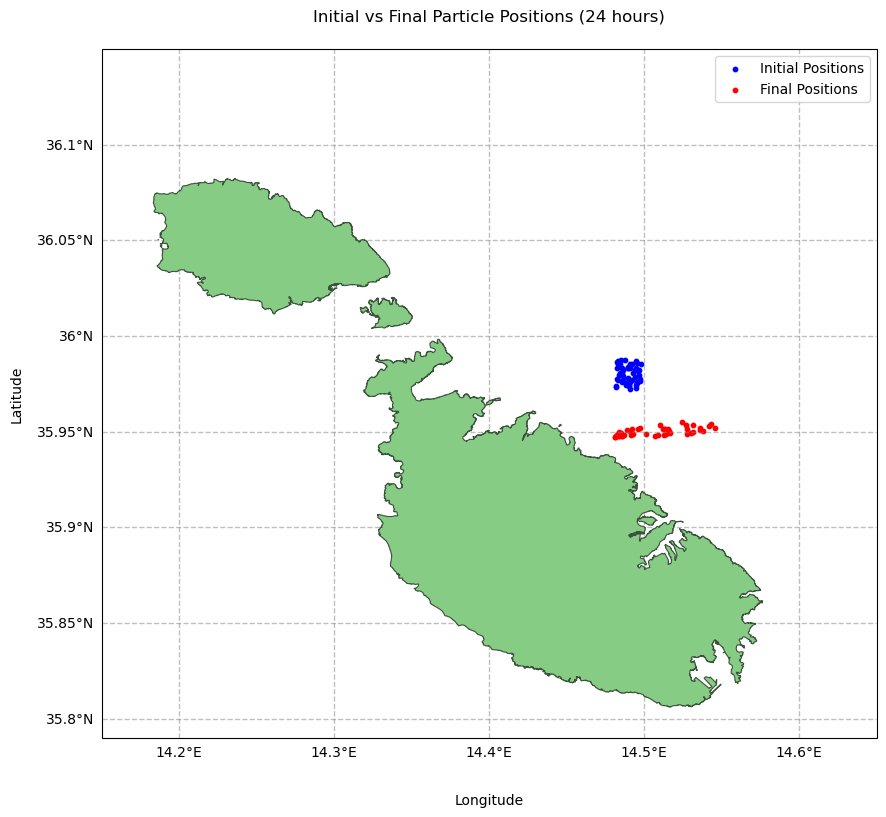 Initial vs Final Particle Positions (24 hours)
Initial Positions
Final Positions
36.1°N
36.05°N
36°N
35.95°N
35.9°N
35.85°N
35.8°N
Latitude
14.2°E
14.3°E
14.4°E
14.5°E
14.6°E
Longitude